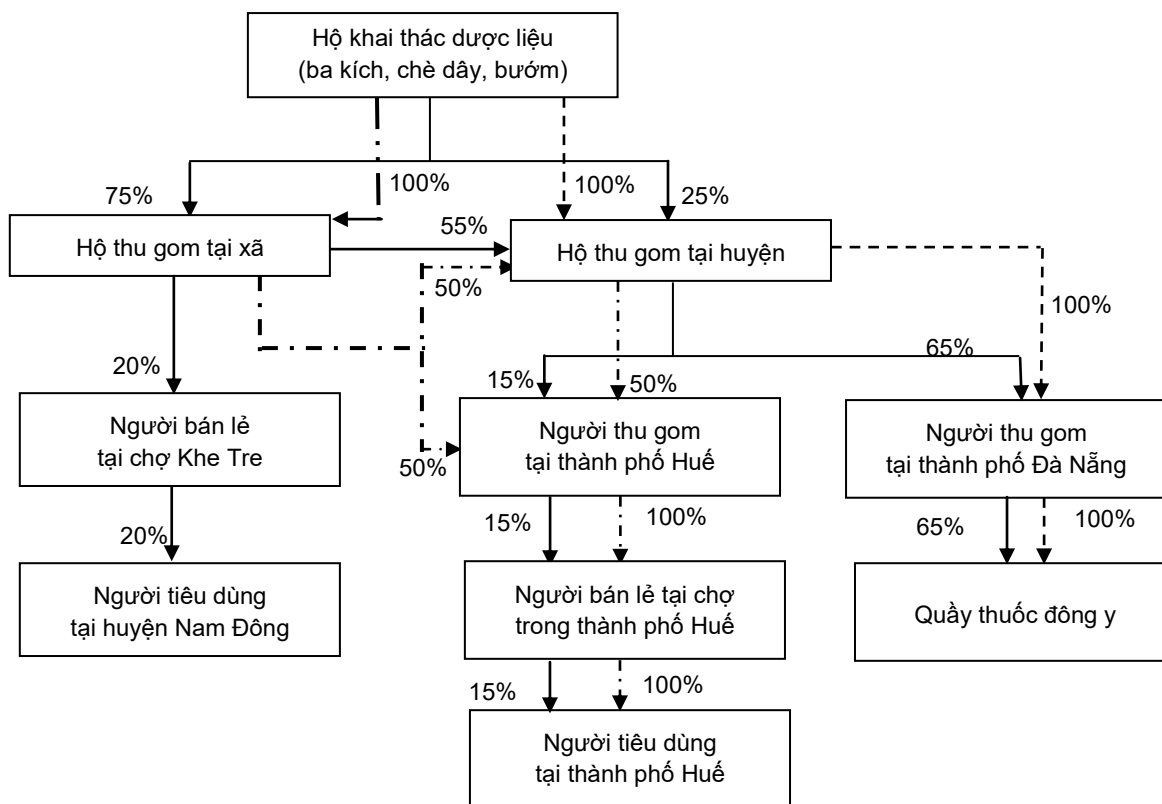 Hộ khai thác dược liệu
(ba kích, chè dây, bướm)
75%
100%
100%
25%
Hộ thu gom tại xã
55%
Hộ thu gom tại huyện
50%
100%
20%
15%
50%
65%
Người bán lẻ
tại chợ Khe Tre
50%
Người thu gom
tại thành phố Huế
Người thu gom
tại thành phố Đà Nẵng
20%
15%
100%
65%
100%
Người tiêu dùng
tại huyện Nam Đông
Người bán lẻ tại chợ
trong thành phố Huế
Quầy thuốc đông y
15%
100%
Người tiêu dùng
tại thành phố Huế